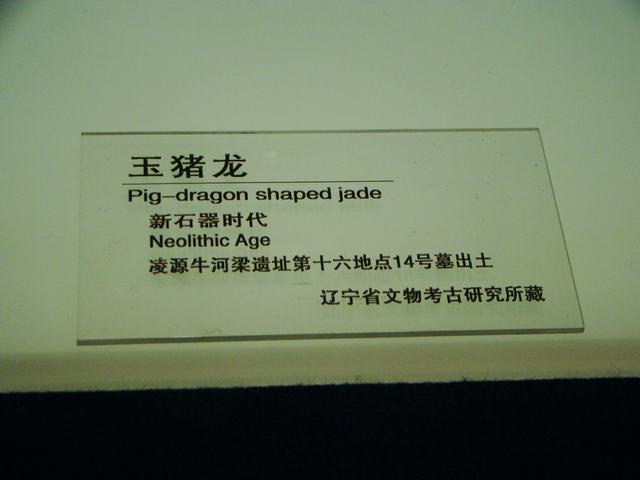 玉猪龙
Pig-dragon shaped jade
新石器时代
Neolithic Age
凌源牛河梁遗址第十六地点14号墓出土
辽宁省文物考古研究所藏